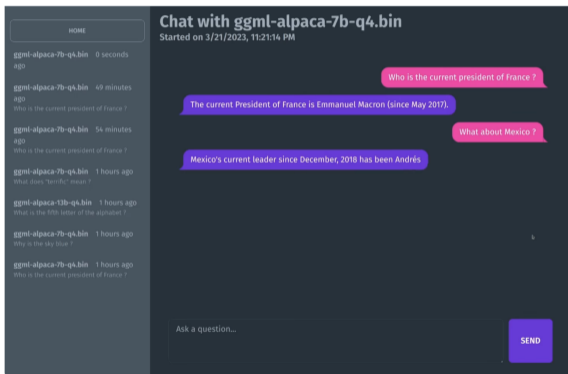 HOME
ggml-alpaca-7b-q4.bin 0 seconds
ago
ggml-alpaca-7b-q4.bin 49 minutes
ago
Who is the current president of France ?
ggml-alpaca-7b-q4.bin 54 minutes
ago
Who is the current president of France ?
ggml-alpaca-7b-q4.bin 1 hours ago
What does "terrific" mean ?
ggml-alpaca-13b-q4.bin 1 hours ago
What is the fifth letter of the alphabet ?
ggml-alpaca-7b-q4.bin 1 hours ago
Why is the sky blue ?
ggml-alpaca-7b-q4.bin 1 hours ago
Who is the current president of France ?
Chat with ggml-alpaca-7b-q4.bin
Started on 3/21/2023, 11:21:14 PM
Who is the current president of France ?
The current President of France is Emmanuel Macron (since May 2017).
What about Mexico ?
Mexico's current leader since December, 2018 has been Andrés
Ask a question...
SEND